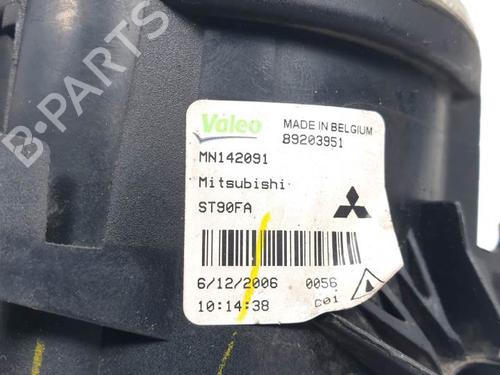 Valeo MADE IN BELGIUM
89203951
MN142091
Mitsubishi
ST90FA
6/12/2006 0056
10:14:38 C01
B-PARTS